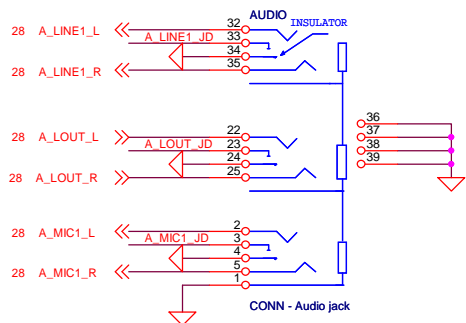 AUDIO
INSULATOR
28 A_LINE1_L 32
A_LINE1_JD 33
34
28 A_LINE1_R 35
36
37
38
39
28 A_LOUT_L 22
A_LOUT_JD 23
24
28 A_LOUT_R 25
28 A_MIC1_L 2
A_MIC1_JD 3
4
28 A_MIC1_R 5
1
CONN - Audio jack